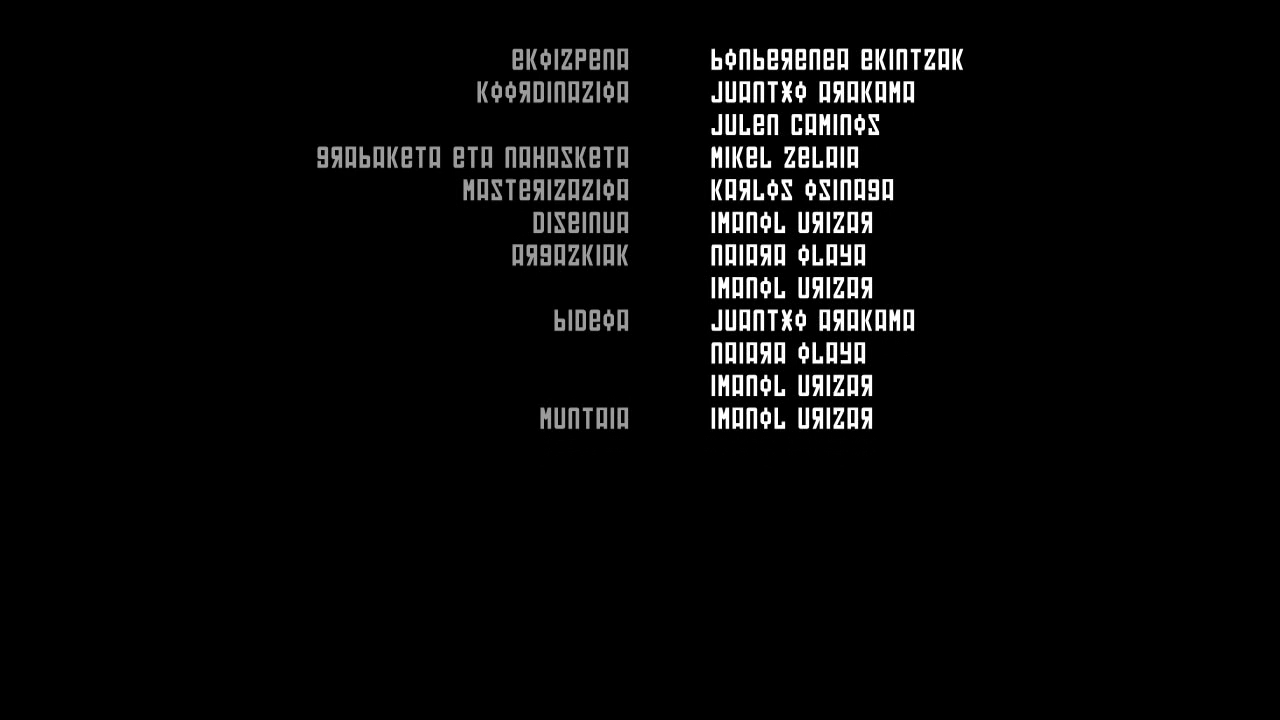 EKOIZPENA BONBERENEA EKINTZAK
KOORDINAZIOA JUANTXO ARAKAMA
JULEN CAMINOS
GRABAKETA ETA NAHASKETA MIKEL ZELAIA
MASTERIZAZIOA KARLOS OSINAGA
DISEINUA IMANOL URIZAR
ARGAZKIAK NAIARA OLAYA
IMANOL URIZAR
BIDEOA JUANTXO ARAKAMA
NAIARA OLAYA
IMANOL URIZAR
MUNTAIA IMANOL URIZAR